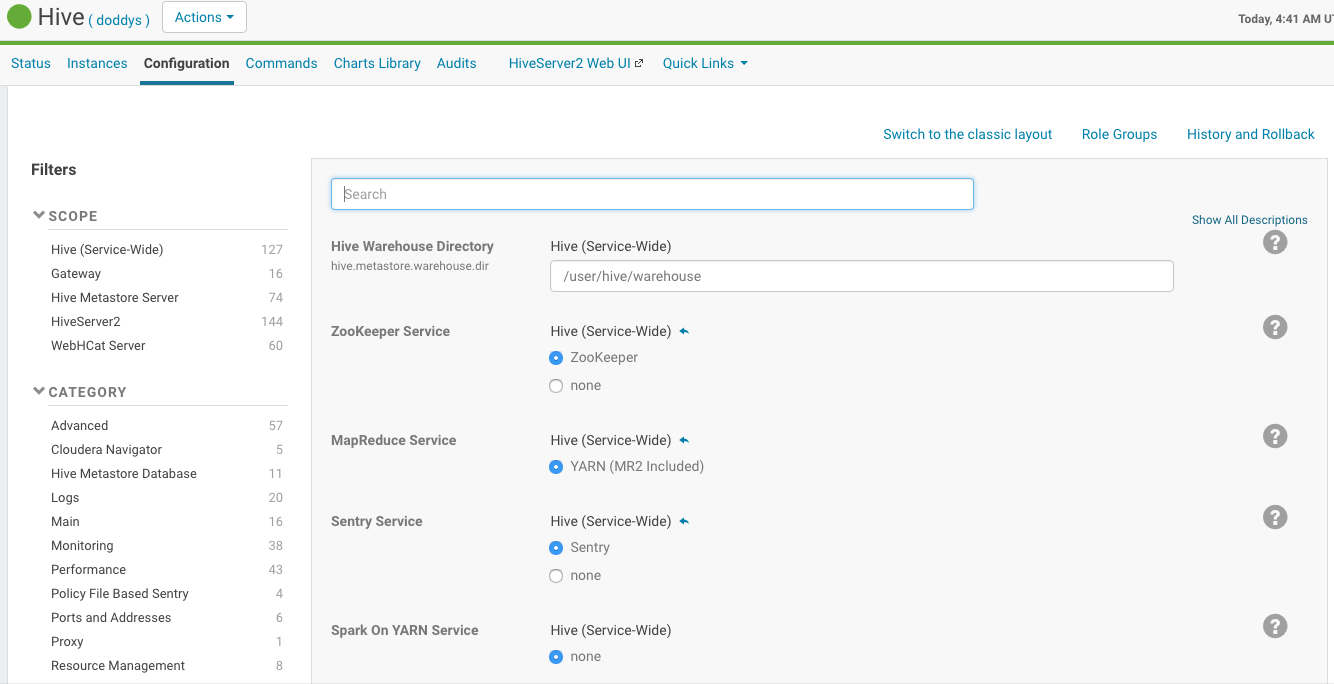 Hive ( doddys ) Actions Today, 4:41 AM UT
Status Instances Configuration Commands Charts Library Audits HiveServer2 Web UI Quick Links
Switch to the classic layout Role Groups History and Rollback
Filters
SCOPE
Hive (Service-Wide) 127
Gateway 16
Hive Metastore Server 74
HiveServer2 144
WebHCat Server 60
CATEGORY
Advanced 57
Cloudera Navigator 5
Hive Metastore Database 11
Logs 20
Main 16
Monitoring 38
Performance 43
Policy File Based Sentry 4
Ports and Addresses 6
Proxy 1
Resource Management 8
Search
Show All Descriptions
Hive Warehouse Directory Hive (Service-Wide) ?
hive.metastore.warehouse.dir
/user/hive/warehouse
ZooKeeper Service Hive (Service-Wide) ?
ZooKeeper
none
MapReduce Service Hive (Service-Wide) ?
YARN (MR2 Included)
Sentry Service Hive (Service-Wide) ?
Sentry
none
Spark On YARN Service Hive (Service-Wide) ?
none